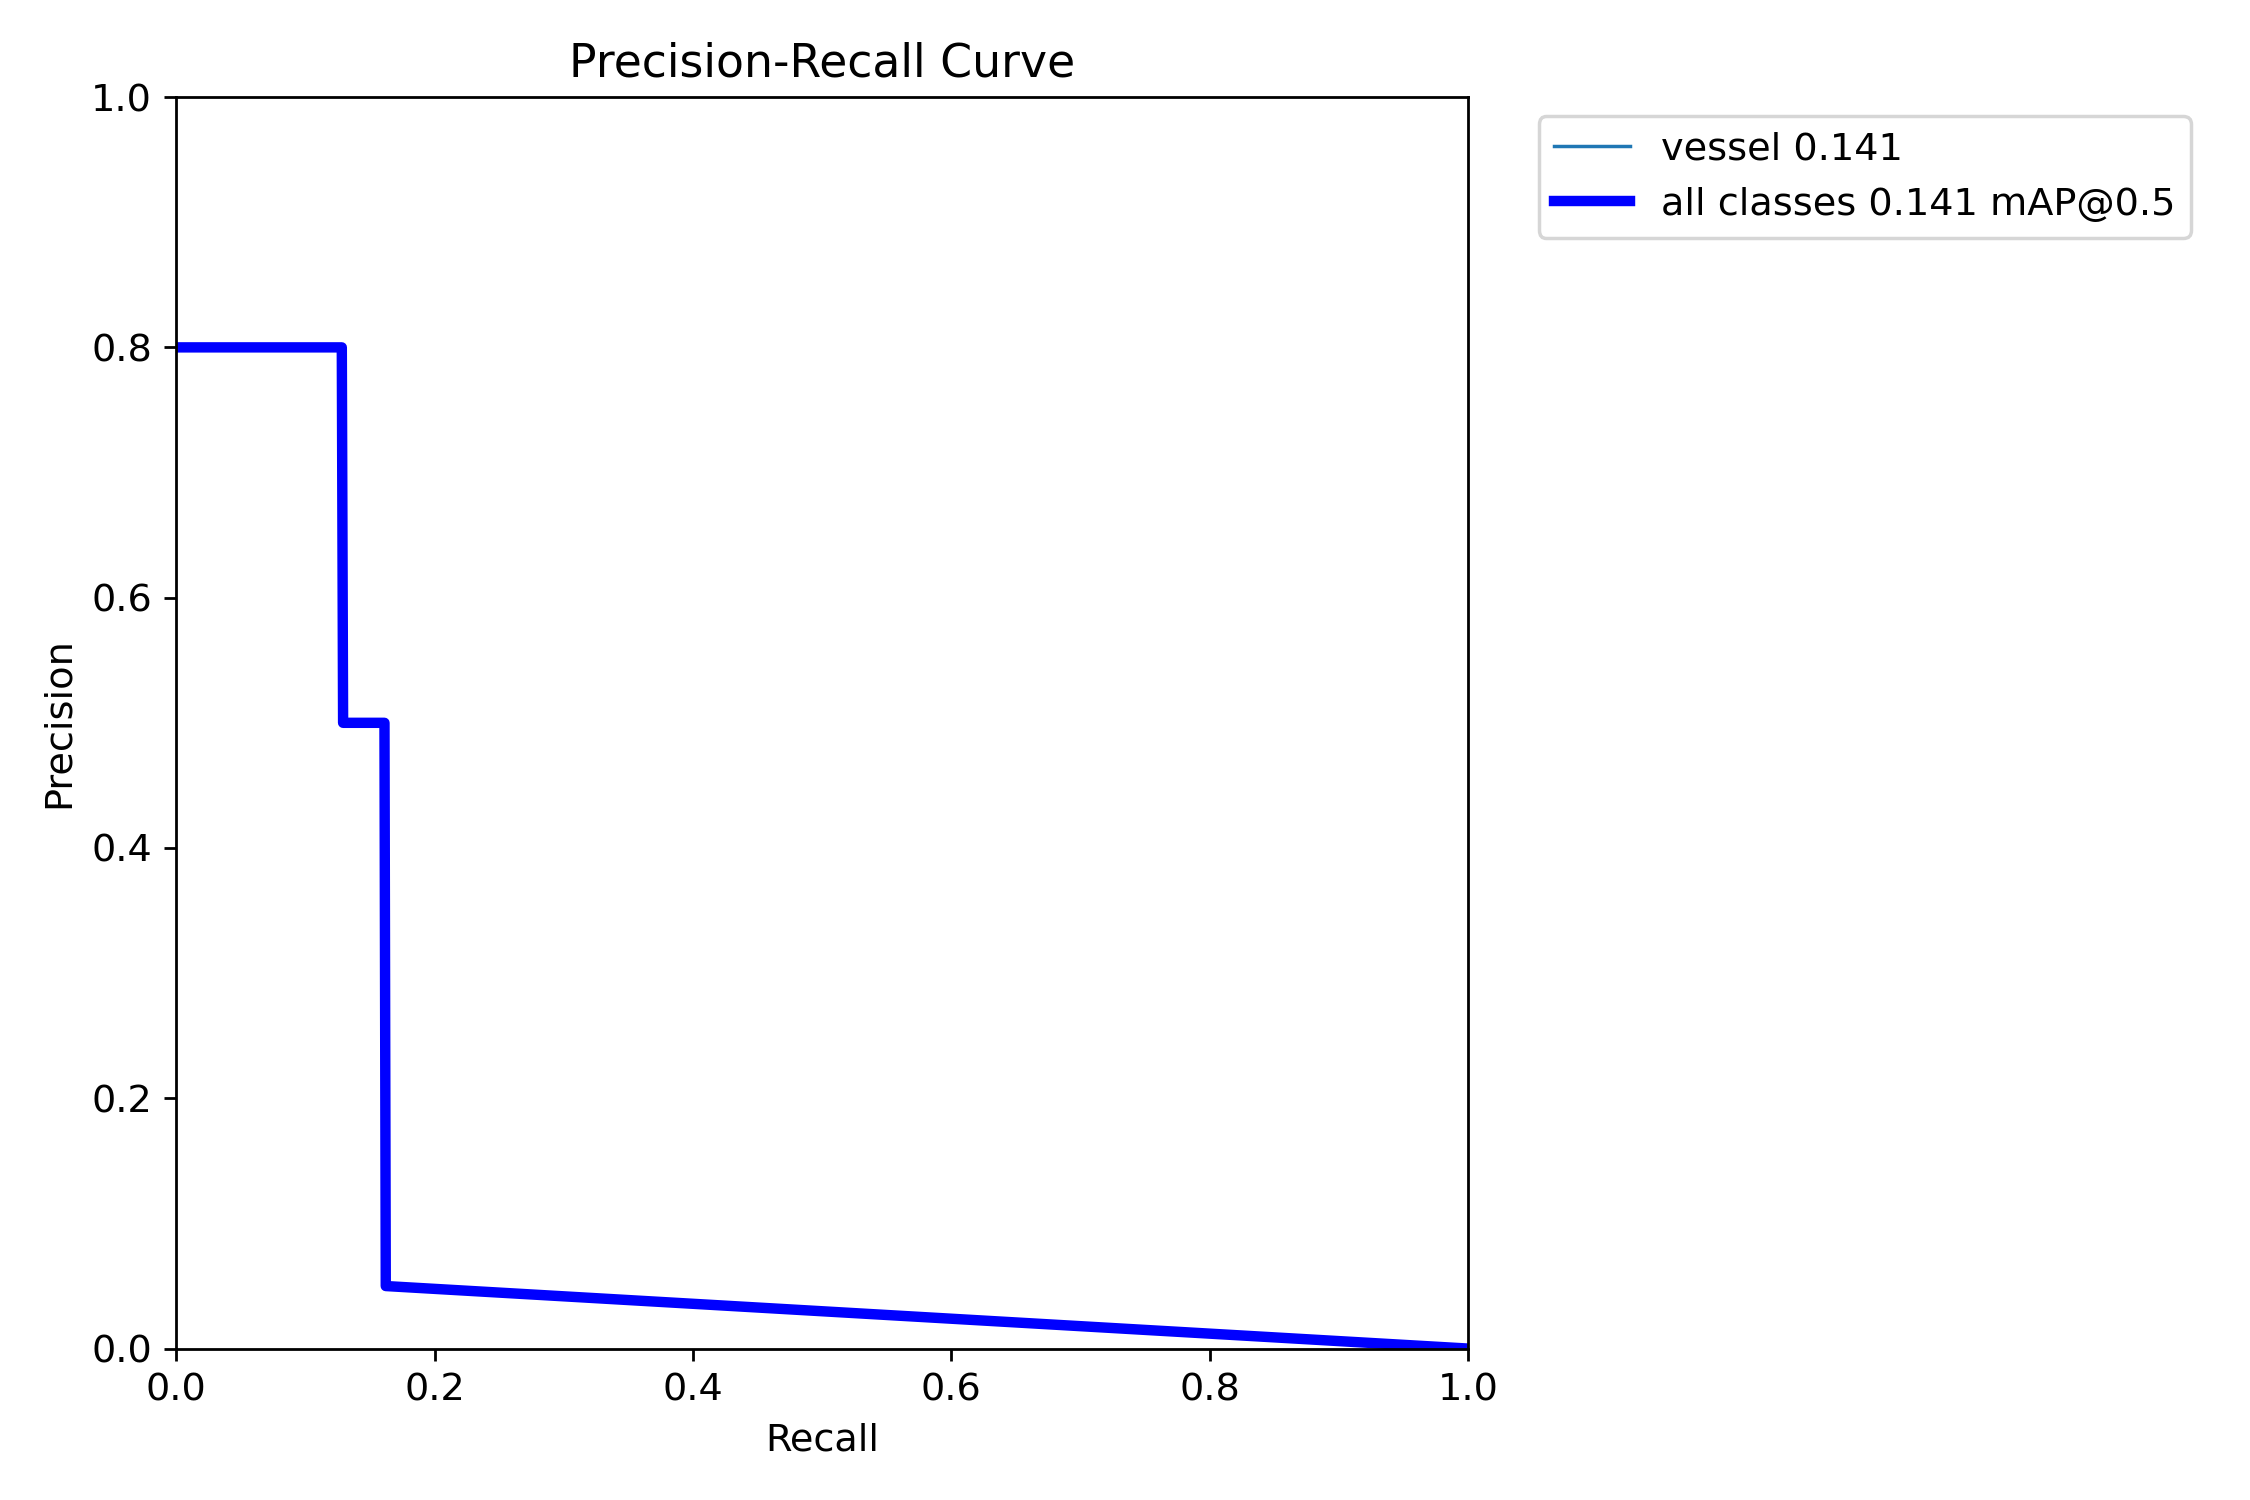 Precision-Recall Curve
vessel 0.141
all classes 0.141 mAP@0.5
1.0
0.8
0.6
0.4
0.2
0.0
Precision
0.0 0.2 0.4 0.6 0.8 1.0
Recall